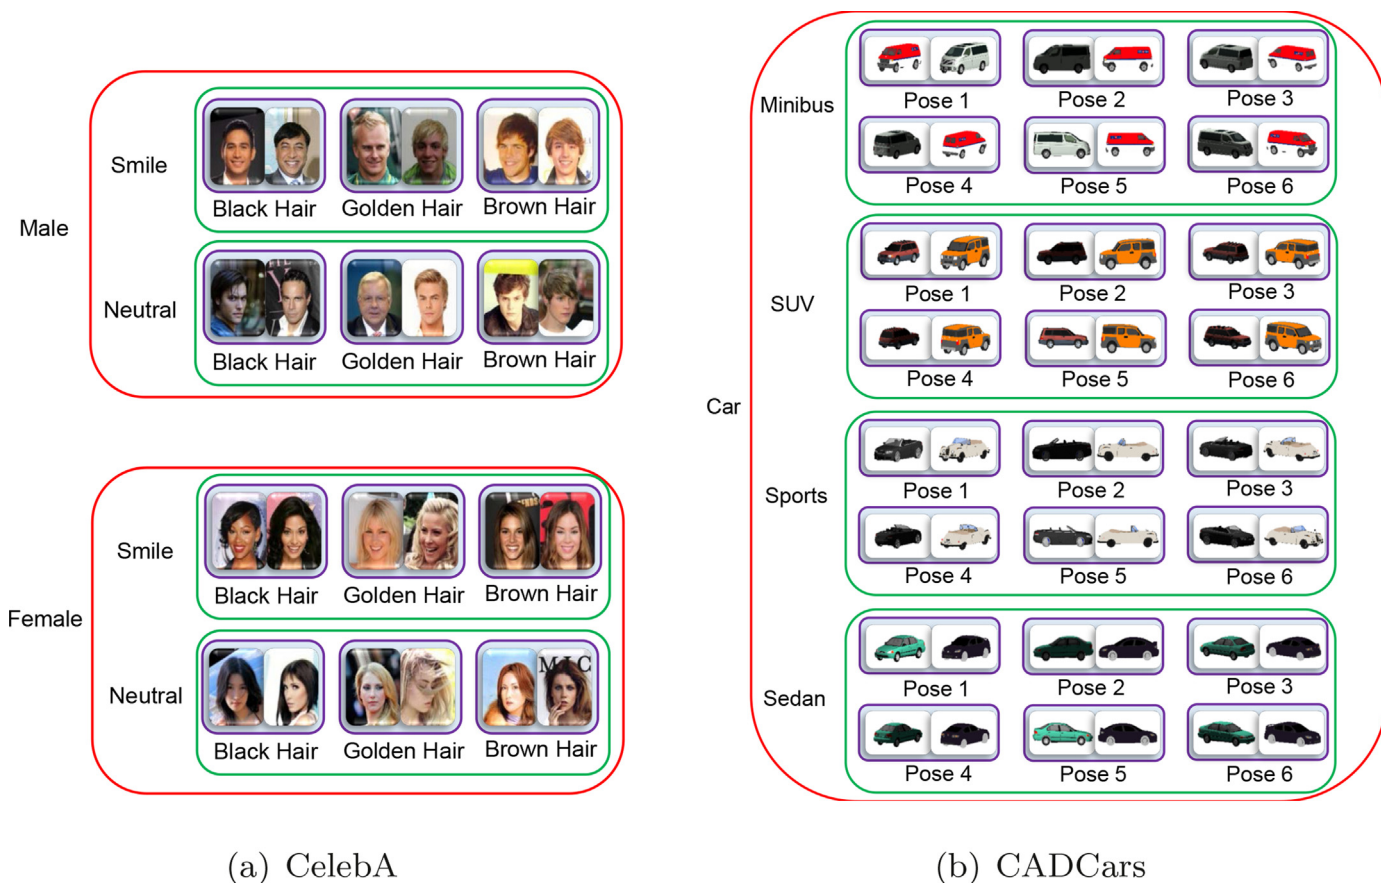 Male
Smile
Black Hair Golden Hair Brown Hair
Neutral
Black Hair Golden Hair Brown Hair
Female
Smile
Black Hair Golden Hair Brown Hair
Neutral
MIC
Black Hair Golden Hair Brown Hair
(a) CelebA
Car
Minibus
Pose 1 Pose 2 Pose 3
Pose 4 Pose 5 Pose 6
SUV
Pose 1 Pose 2 Pose 3
Pose 4 Pose 5 Pose 6
Sports
Pose 1 Pose 2 Pose 3
Pose 4 Pose 5 Pose 6
Sedan
Pose 1 Pose 2 Pose 3
Pose 4 Pose 5 Pose 6
(b) CADCars